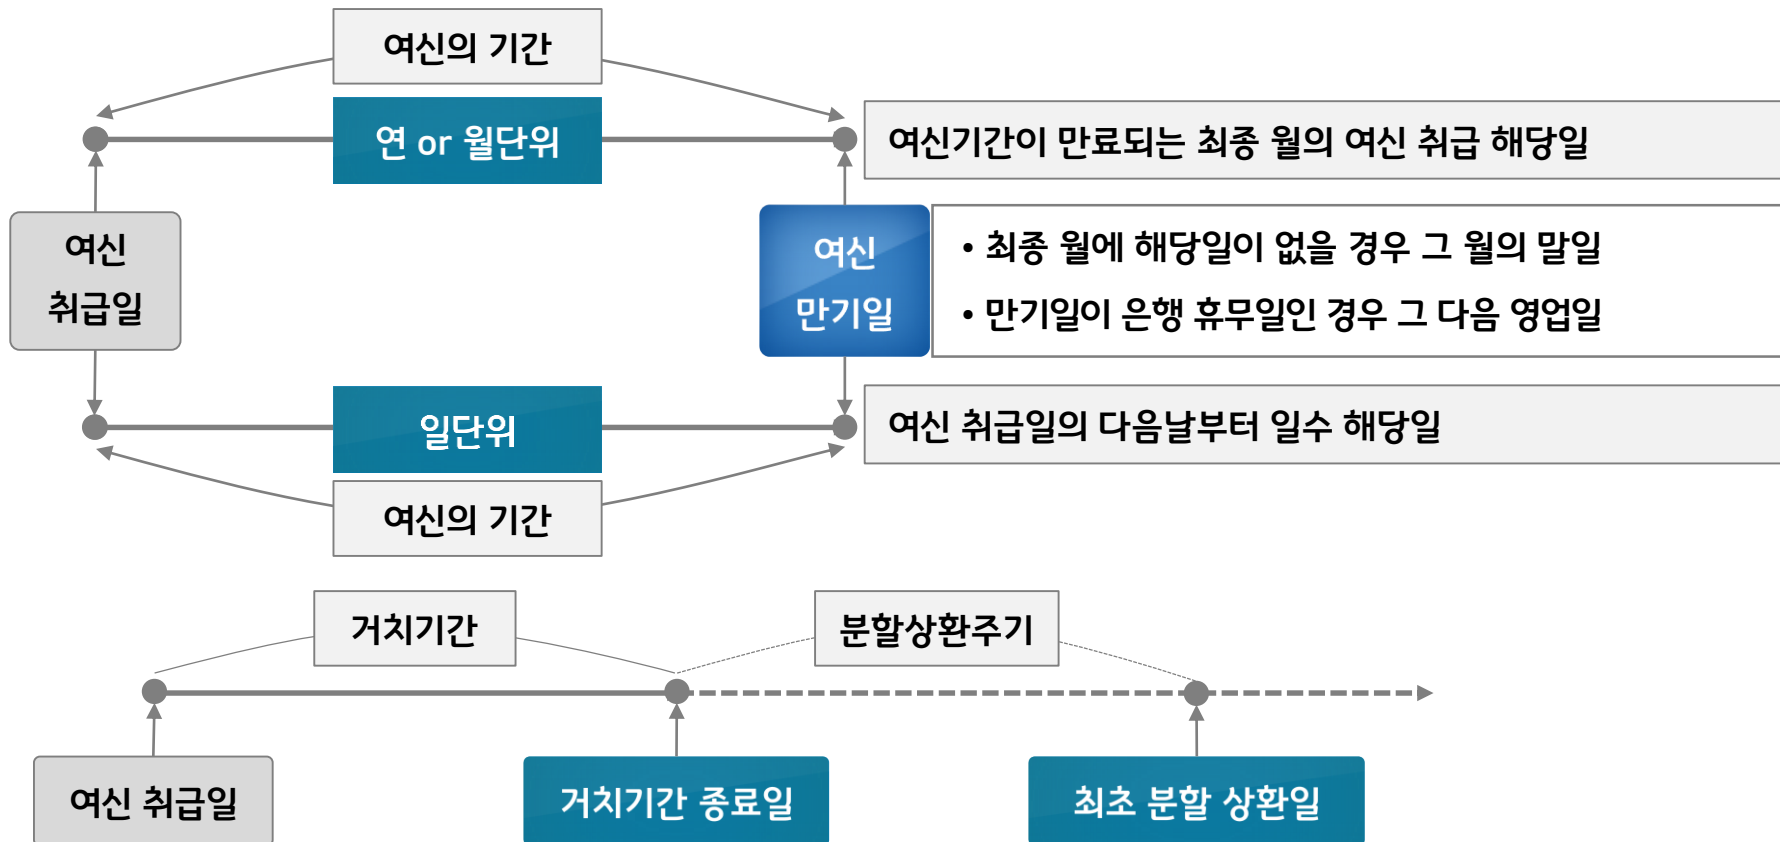 여신의 기간
연 or 월단위
여신기간이 만료되는 최종 월의 여신 취급 해당일
여신
취급일
여신
만기일
• 최종 월에 해당일이 없을 경우 그 월의 말일
• 만기일이 은행 휴무일인 경우 그 다음 영업일
일단위
여신 취급일의 다음날부터 일수 해당일
여신의 기간
거치기간
분할상환주기
여신 취급일
거치기간 종료일
최초 분할 상환일